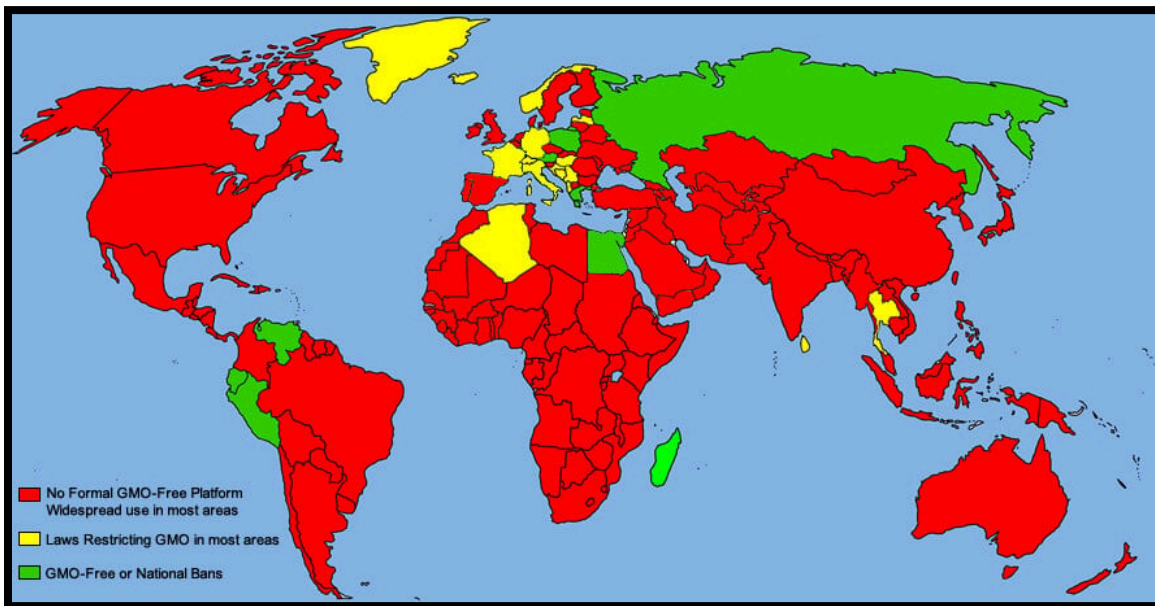 No Formal GMO-Free Platform
Widespread use in most areas
Laws Restricting GMO in most areas
GMO-Free or National Bans